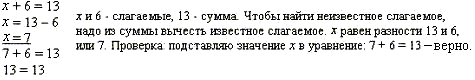 x + 6 = 13
x = 13 – 6
x = 7
7 + 6 = 13
13 = 13
x и 6 - слагаемые, 13 - сумма. Чтобы найти неизвестное слагаемое,
надо из суммы вычесть известное слагаемое. x равен разности 13 и 6,
или 7. Проверка: подставляю значение x в уравнение: 7 + 6 = 13 – верно.